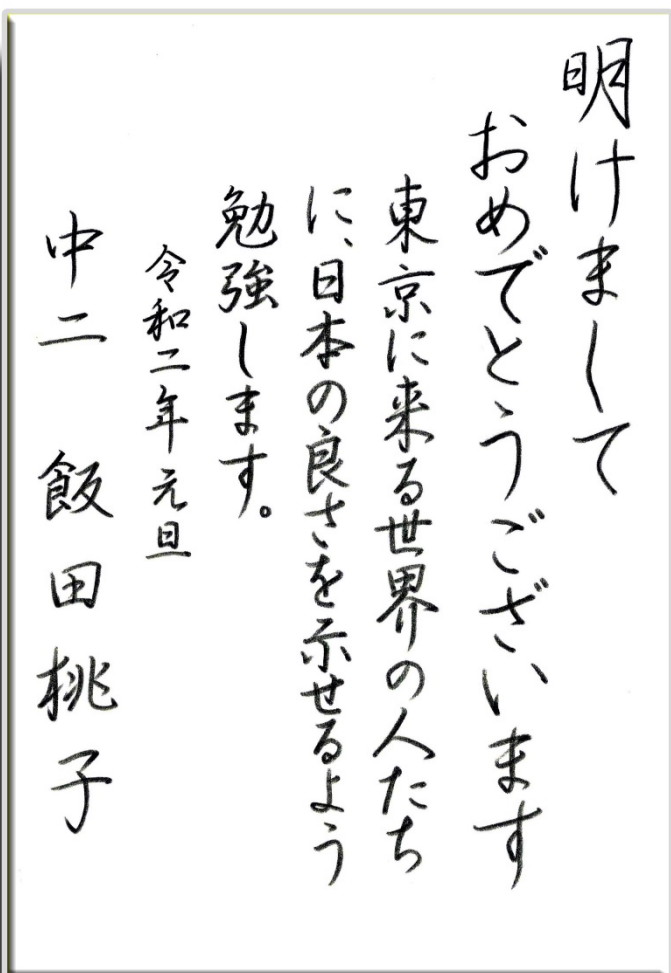 明けまして
おめでとうございます
東京に来る世界の人たち
に、日本の良さを示せるよう
勉強します。
令和二年元旦
中二 飯田桃子